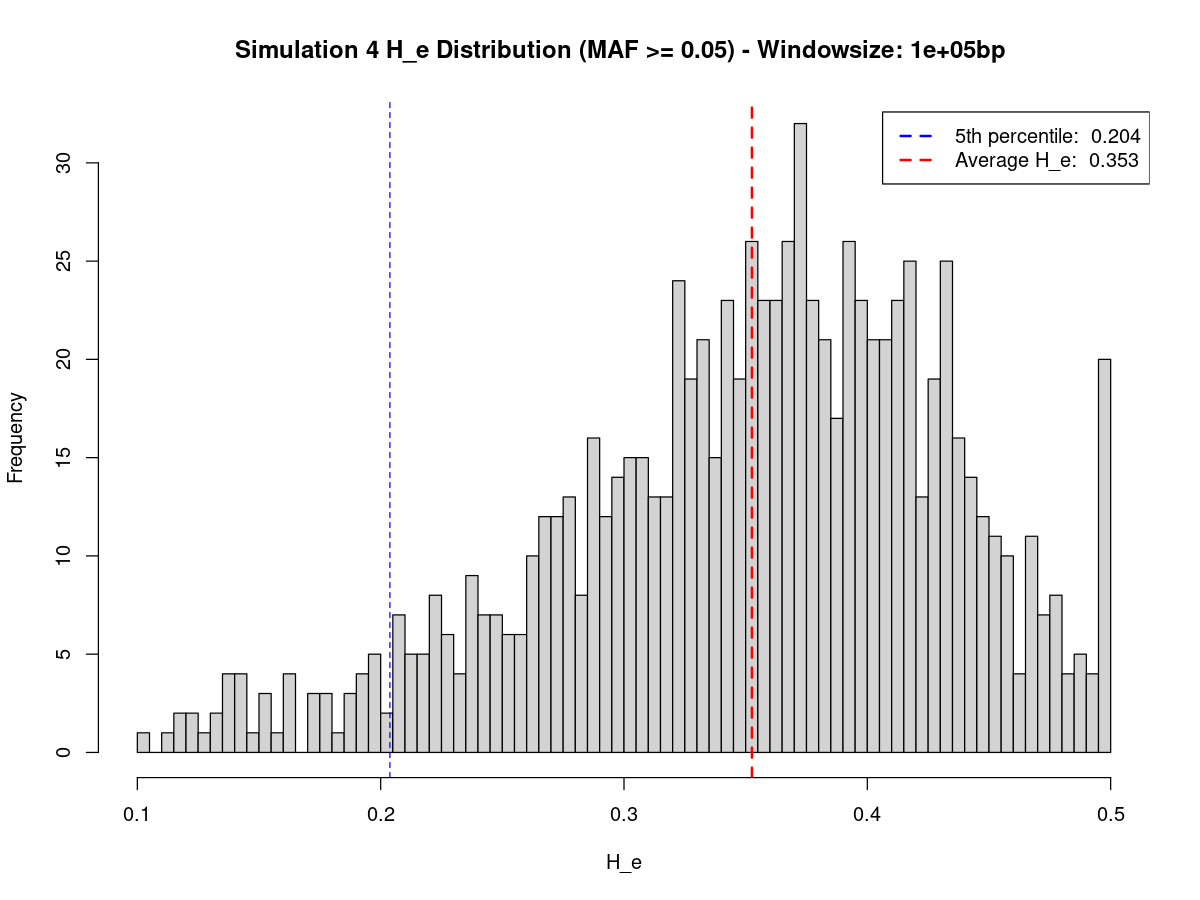 Simulation 4 H_e Distribution (MAF >= 0.05) - Windowsize: 1e+05bp
5th percentile: 0.204
Average H_e: 0.353
Frequency
30
25
20
15
10
5
0
0.1 0.2 0.3 0.4 0.5
H_e